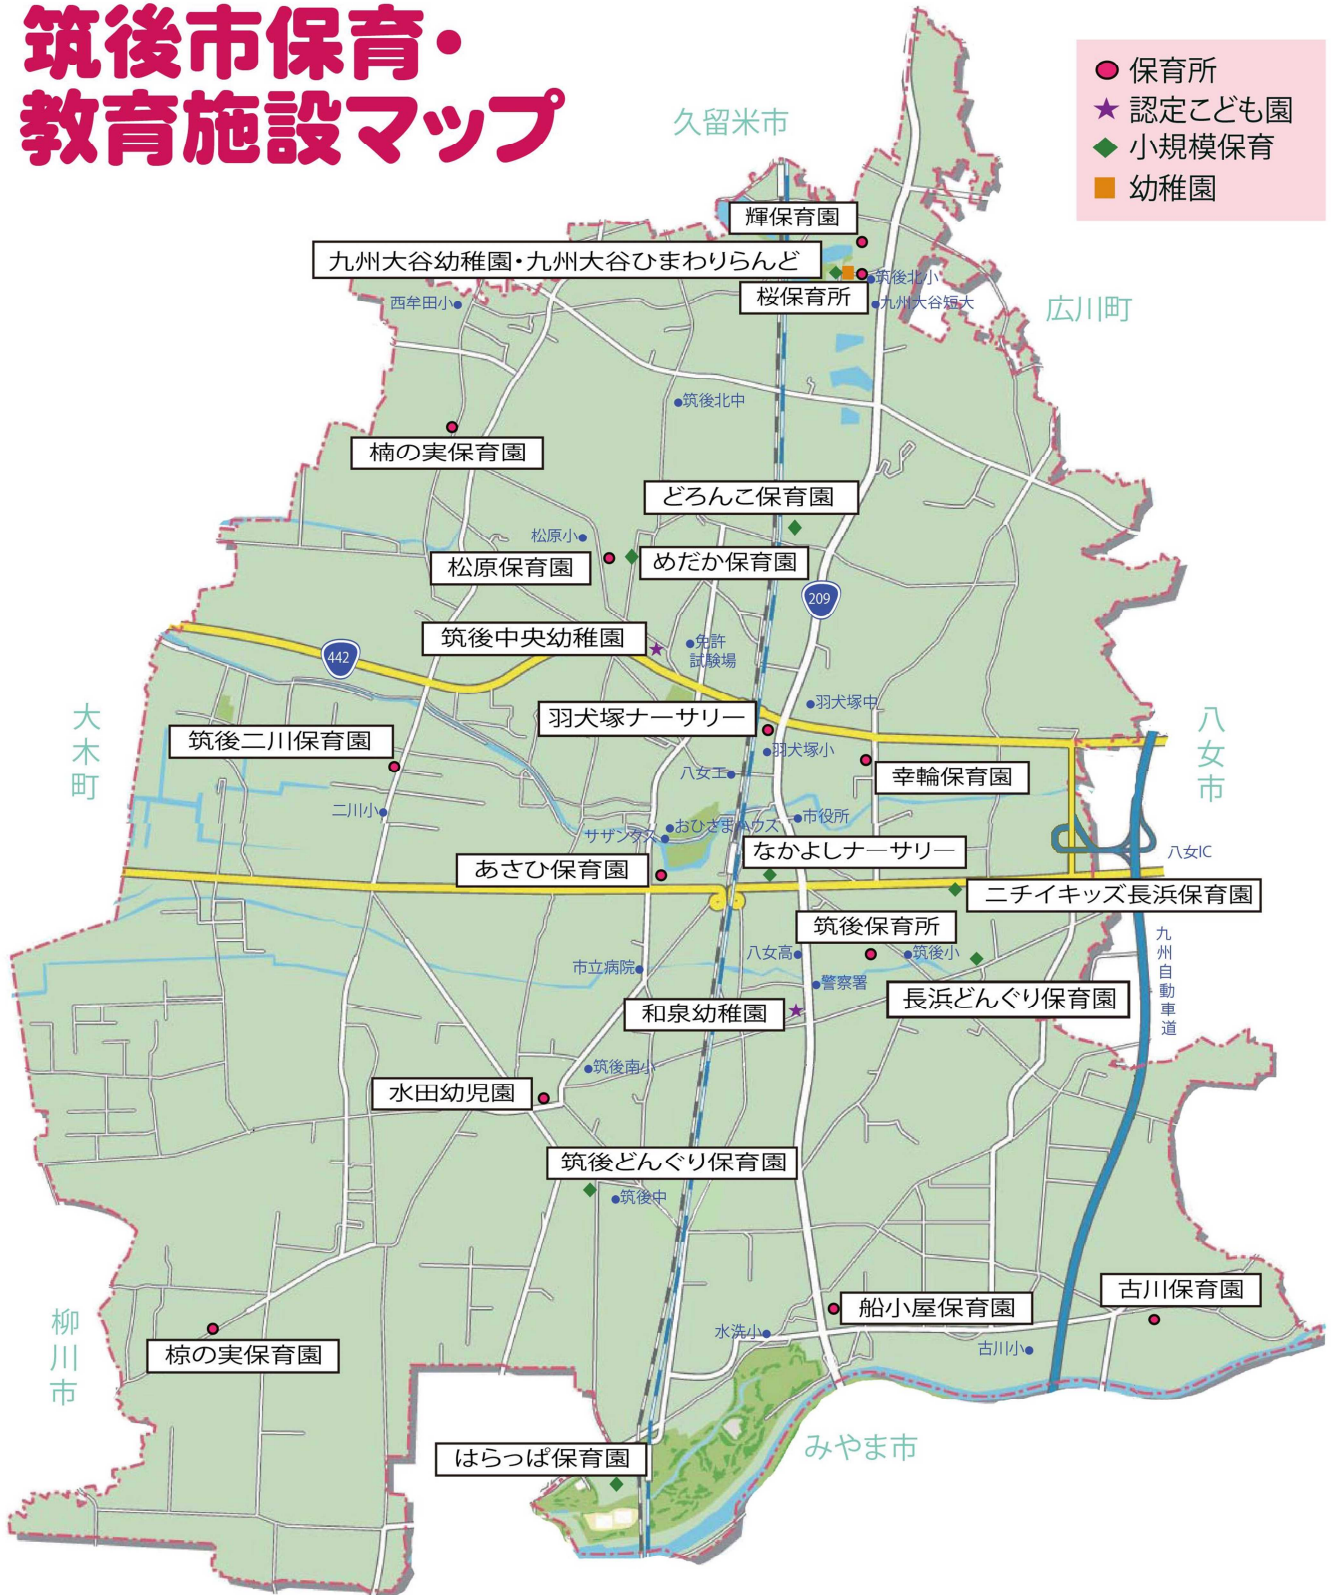 筑後市保育・
教育施設マップ
保育所
認定こども園
小規模保育
幼稚園
久留米市
輝保育園
九州大谷幼稚園・九州大谷ひまわりらんど
筑後北小
桜保育所
九州大谷短大
西牟田小
広川町
筑後北中
楠の実保育園
どろんこ保育園
松原小
松原保育園
めだか保育園
209
筑後中央幼稚園
免許
試験場
442
羽犬塚中
大木町
八女市
羽犬塚ナーサリー
筑後二川保育園
羽犬塚小
八女工
幸輪保育園
二川小
おひさまハウス
市役所
サザンクス
なかよしナーサリー
八女IC
あさひ保育園
ニチイキッズ長浜保育園
筑後保育所
八女高
筑後小
九州自動車道
市立病院
警察署
長浜どんぐり保育園
和泉幼稚園
筑後南小
水田幼児園
筑後どんぐり保育園
筑後中
古川保育園
船小屋保育園
柳川市
水洗小
古川小
椋の実保育園
みやま市
はらっぱ保育園